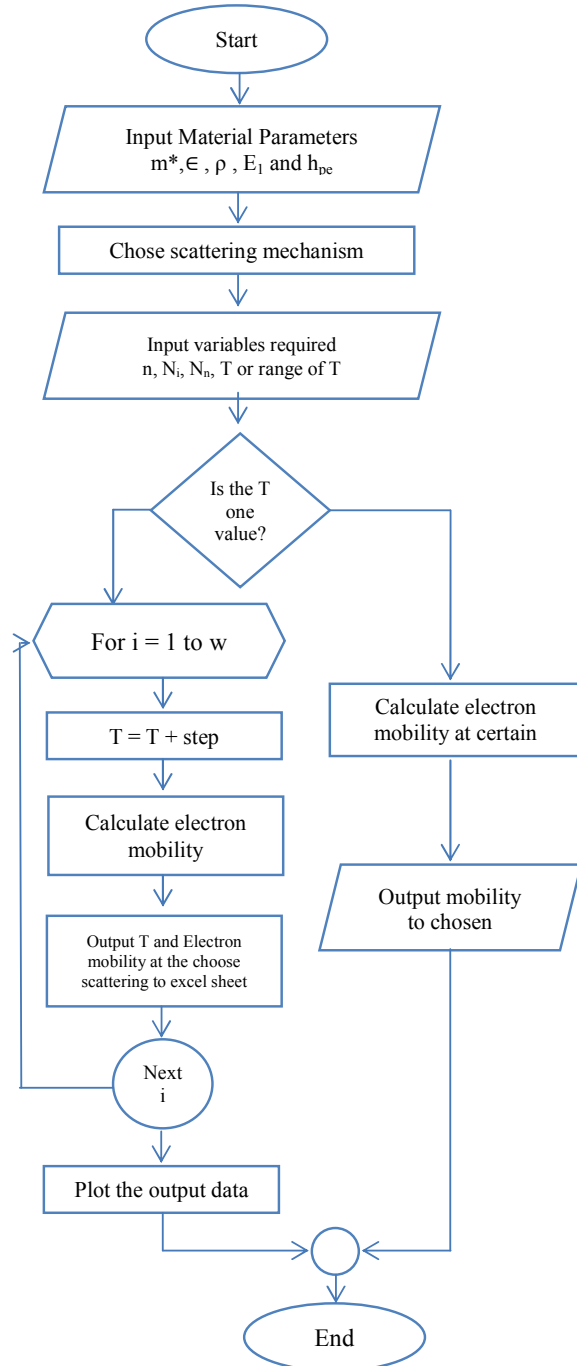 Start
Input Material Parameters
m*,∈ , ρ , E₁ and hₚₑ
Chose scattering mechanism
Input variables required
n, Nᵢ, Nₙ, T or range of T
Is the T
one
value?
For i = 1 to w
T = T + step
Calculate electron
mobility
Output T and Electron
mobility at the choose
scattering to excel sheet
Next
i
Plot the output data
Calculate electron
mobility at certain
Output mobility
to chosen
End